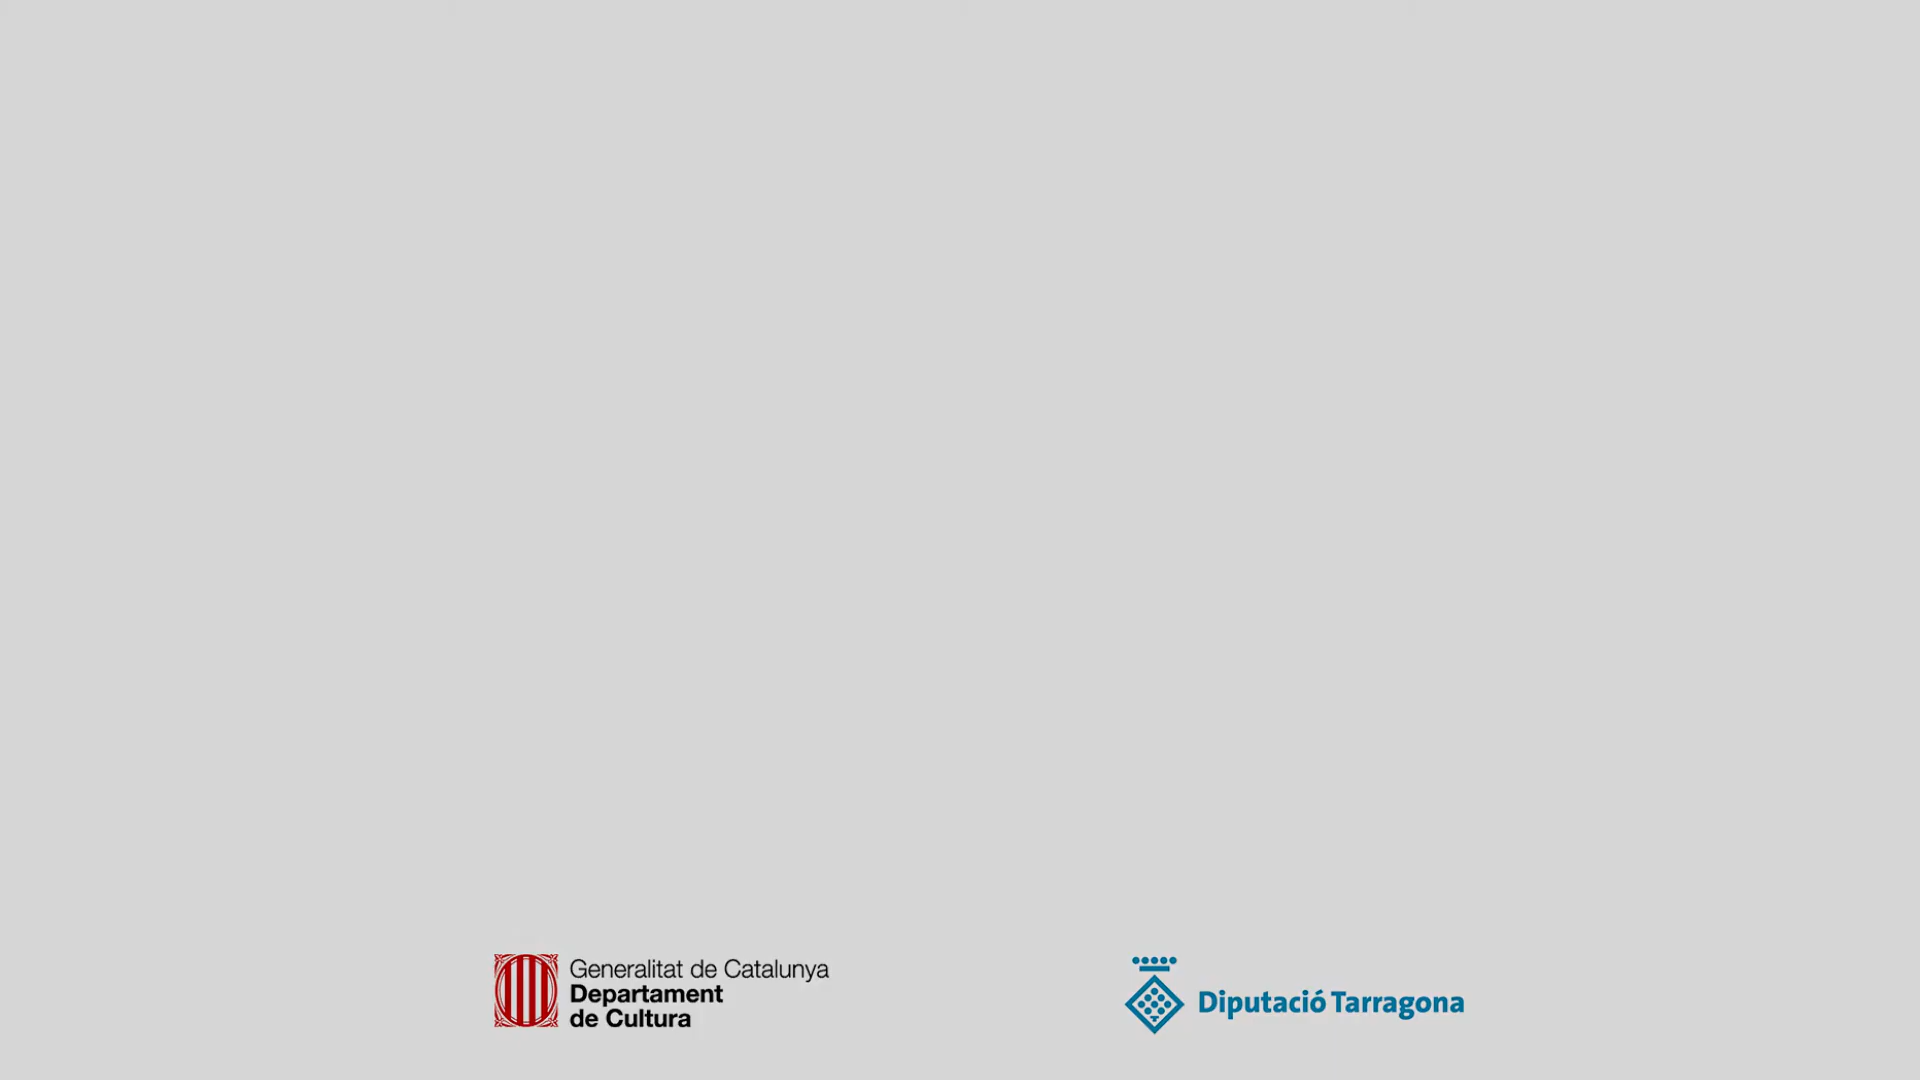 Generalitat de Catalunya
Departament
de Cultura
Diputació Tarragona